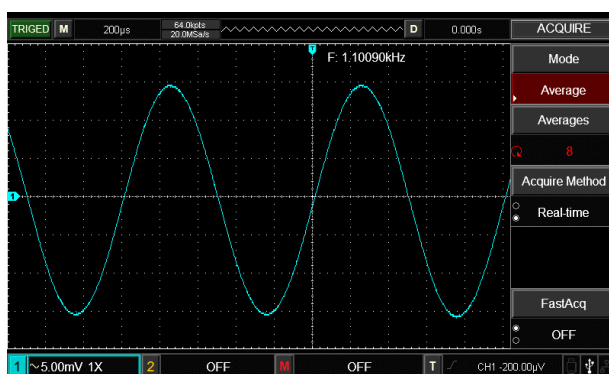 TRIGED M 200µs 64.0kpts D 0.000s ACQUIRE
20.0MSa/s
T
F: 1.10090kHz
Mode
Average
Averages
8
1
Acquire Method
Real-time
FastAcq
OFF
1 ~5.00mV 1X 2 OFF M OFF T CH1 -200.00µV